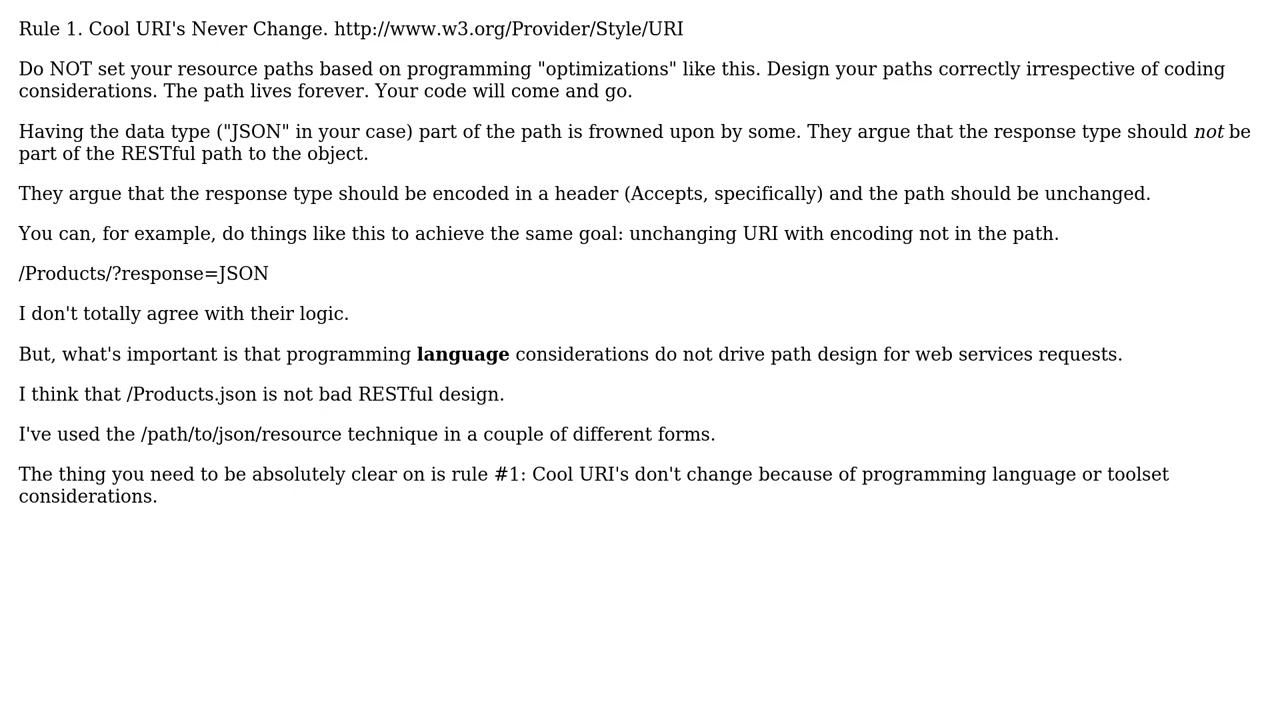 Rule 1. Cool URI's Never Change. http://www.w3.org/Provider/Style/URI
Do NOT set your resource paths based on programming "optimizations" like this. Design your paths correctly irrespective of coding
considerations. The path lives forever. Your code will come and go.
Having the data type ("JSON" in your case) part of the path is frowned upon by some. They argue that the response type should not be
part of the RESTful path to the object.
They argue that the response type should be encoded in a header (Accepts, specifically) and the path should be unchanged.
You can, for example, do things like this to achieve the same goal: unchanging URI with encoding not in the path.
/Products/?response=JSON
I don't totally agree with their logic.
But, what's important is that programming language considerations do not drive path design for web services requests.
I think that /Products.json is not bad RESTful design.
I've used the /path/to/json/resource technique in a couple of different forms.
The thing you need to be absolutely clear on is rule #1: Cool URI's don't change because of programming language or toolset
considerations.